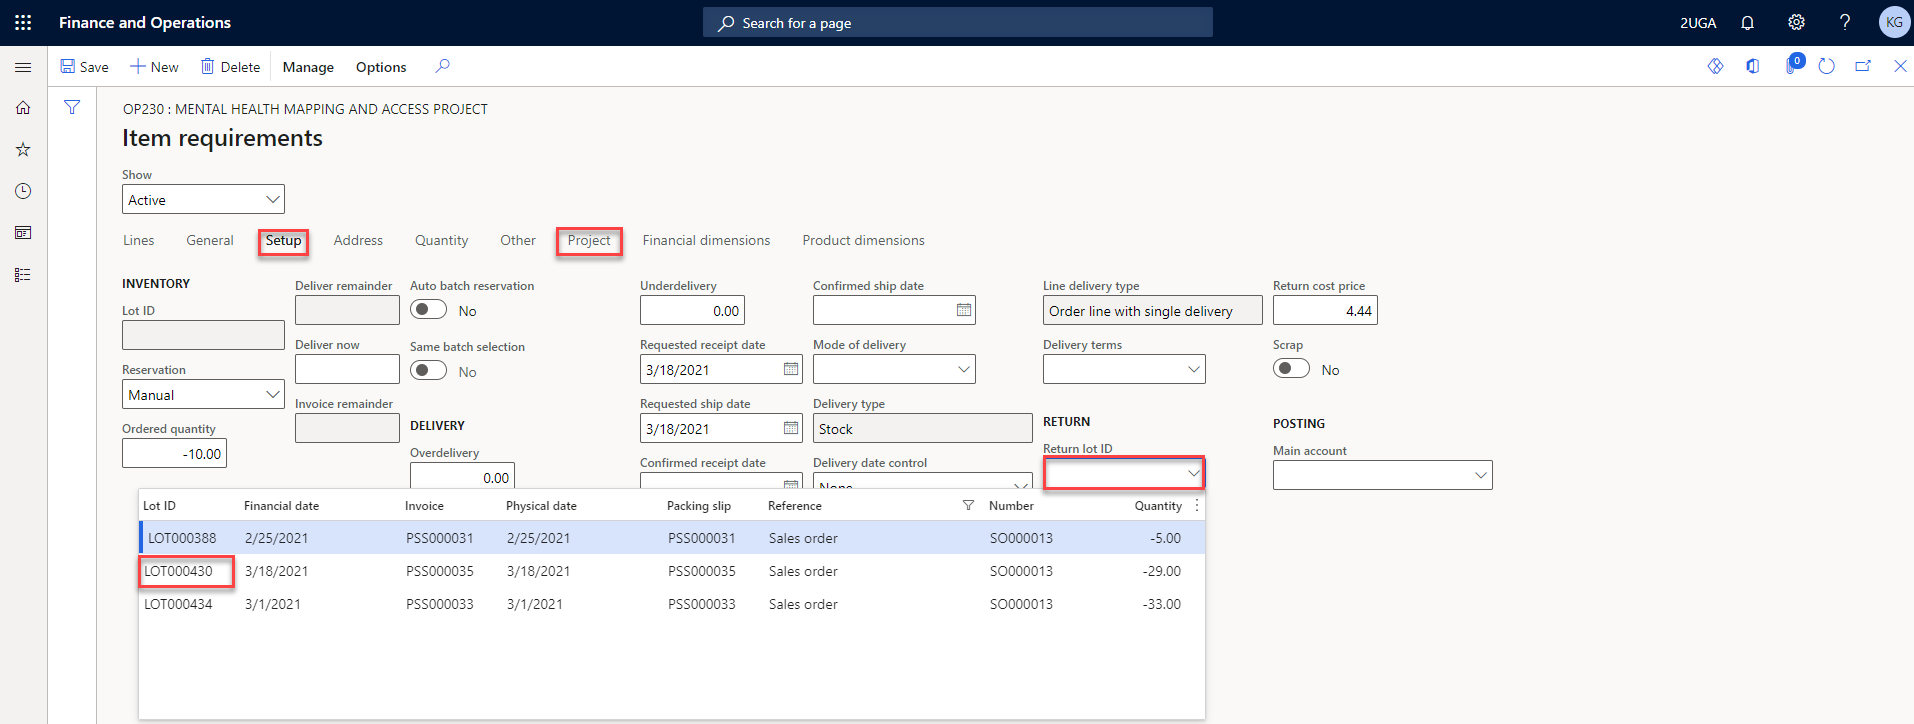 Finance and Operations
Search for a page
2UGA
KG
Save
New
Delete
Manage
Options
0
OP230 : MENTAL HEALTH MAPPING AND ACCESS PROJECT
Item requirements
Show
Active
Lines General Setup Address Quantity Other Project Financial dimensions Product dimensions
INVENTORY
Lot ID
Reservation
Manual
Ordered quantity
-10.00
Deliver remainder
Deliver now
Invoice remainder
Auto batch reservation
No
Same batch selection
No
DELIVERY
Overdelivery
0.00
Underdelivery
0.00
Requested receipt date
3/18/2021
Requested ship date
3/18/2021
Confirmed receipt date
Confirmed ship date
Mode of delivery
Delivery type
Stock
Delivery date control
None
Line delivery type
Order line with single delivery
Delivery terms
RETURN
Return lot ID
Return cost price
4.44
Scrap
No
POSTING
Main account
Lot ID Financial date Invoice Physical date Packing slip Reference Number Quantity
LOT000388 2/25/2021 PSS000031 2/25/2021 PSS000031 Sales order SO000013 -5.00
LOT000430 3/18/2021 PSS000035 3/18/2021 PSS000035 Sales order SO000013 -29.00
LOT000434 3/1/2021 PSS000033 3/1/2021 PSS000033 Sales order SO000013 -33.00